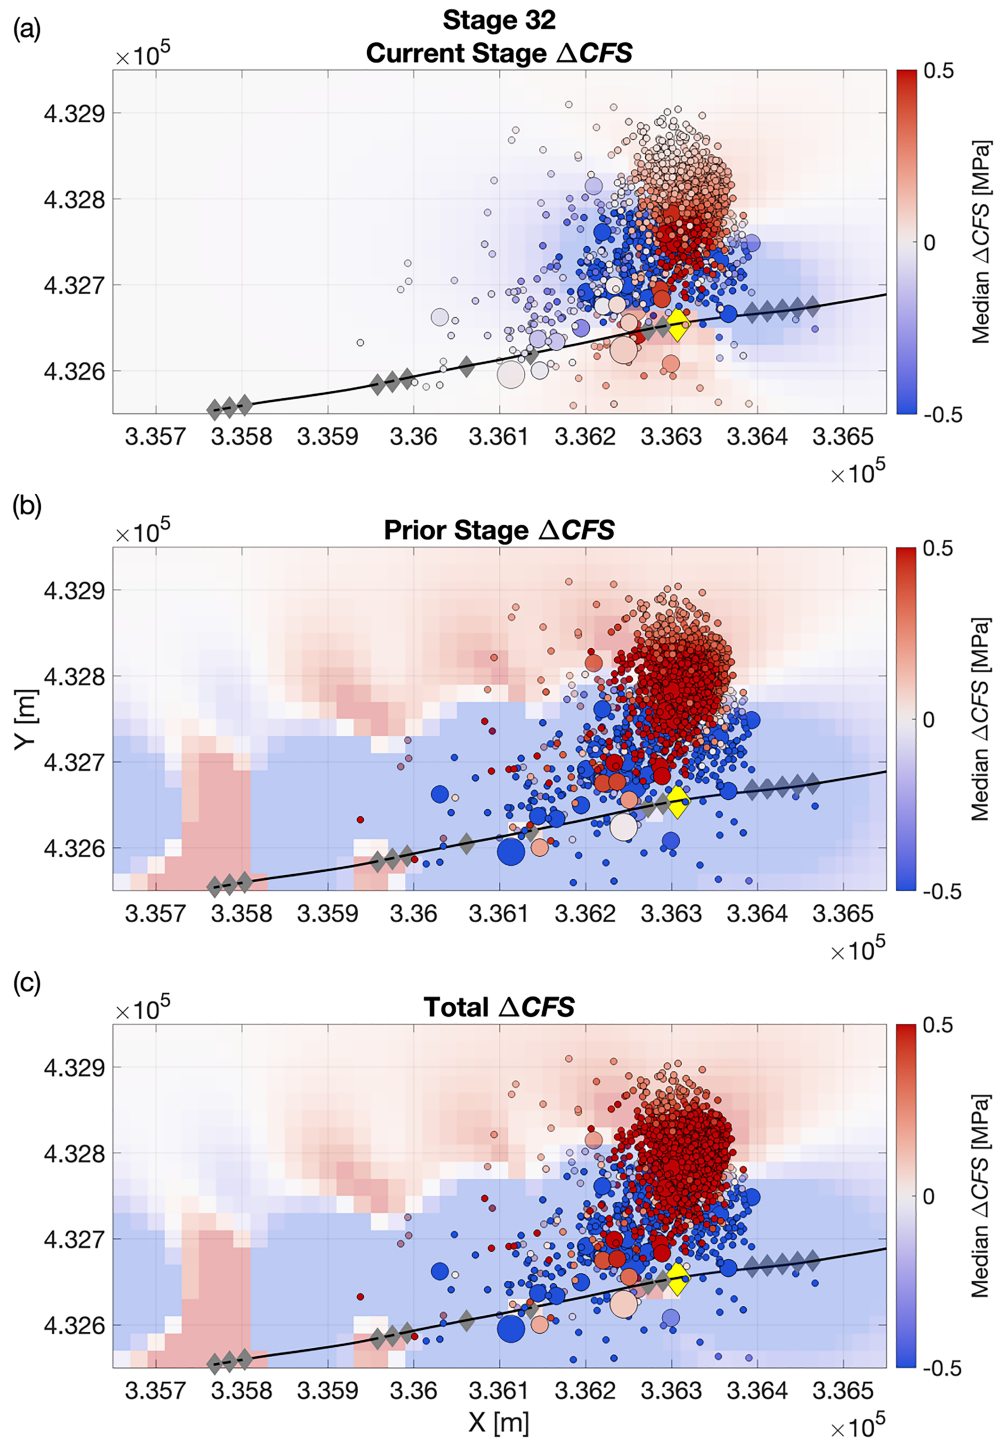 (a)
Stage 32
Current Stage ΔCFS
×10⁵
4.329
4.328
4.327
4.326
3.357 3.358 3.359 3.36 3.361 3.362 3.363 3.364 3.365
×10⁵
0.5
0
-0.5
Median ΔCFS [MPa]
(b)
Prior Stage ΔCFS
×10⁵
4.329
4.328
4.327
4.326
Y [m]
3.357 3.358 3.359 3.36 3.361 3.362 3.363 3.364 3.365
×10⁵
0.5
0
-0.5
Median ΔCFS [MPa]
(c)
Total ΔCFS
×10⁵
4.329
4.328
4.327
4.326
3.357 3.358 3.359 3.36 3.361 3.362 3.363 3.364 3.365
X [m]
×10⁵
0.5
0
-0.5
Median ΔCFS [MPa]